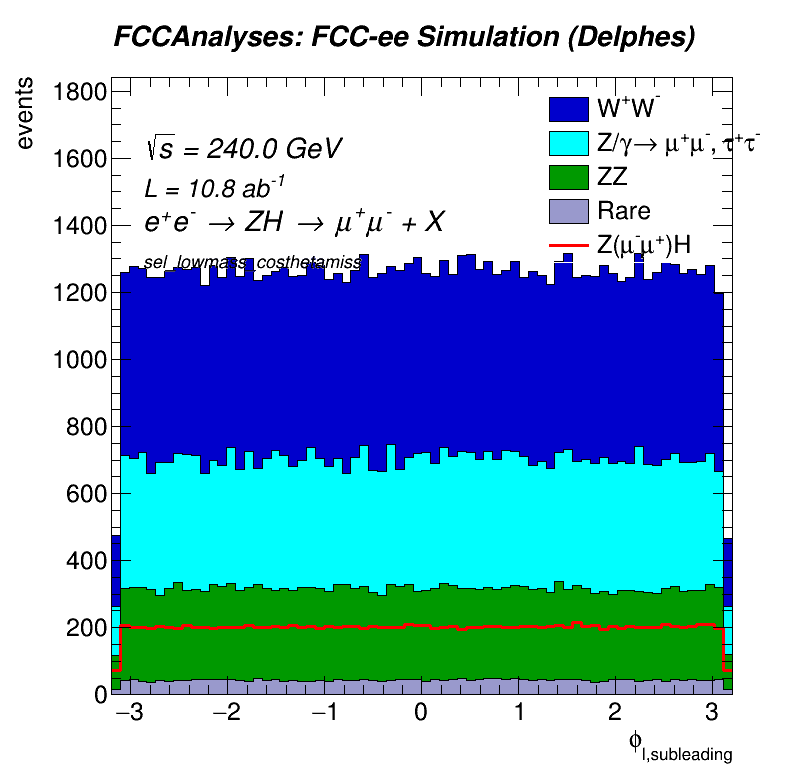 FCCAnalyses: FCC-ee Simulation (Delphes)
events
1800
1600
1400
1200
1000
800
600
400
200
0
√s = 240.0 GeV
L = 10.8 ab⁻¹
e⁺e⁻ → ZH → μ⁺μ⁻ + X
sel_lowmass_costhetamiss
W⁺W⁻
Z/γ→ μ⁺μ⁻, τ⁺τ⁻
ZZ
Rare
Z(μ⁻μ⁺)H
−3 −2 −1 0 1 2 3
ϕ_l,subleading